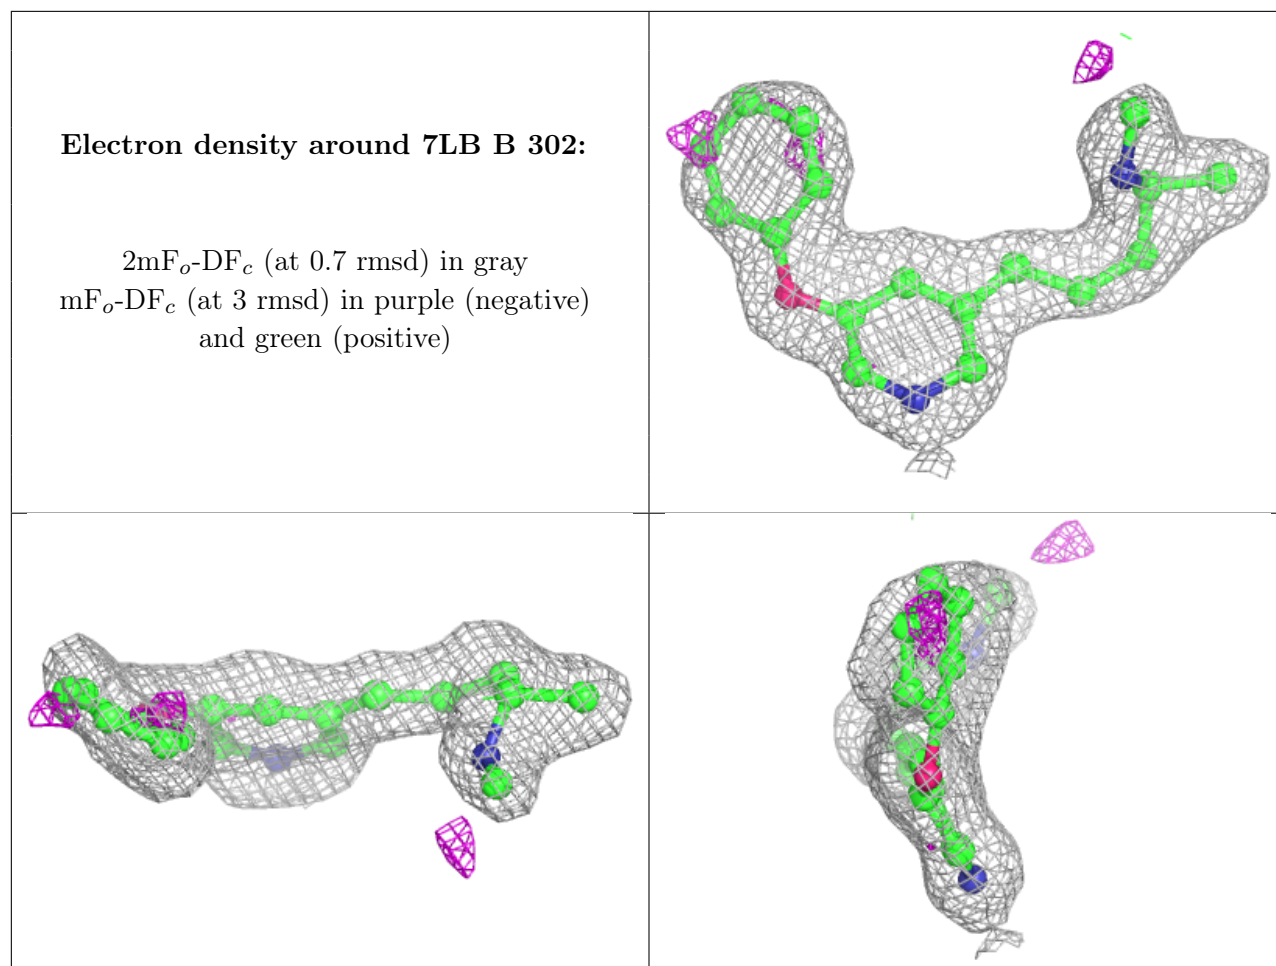 Electron density around 7LB B 302:
2mFo-DFc (at 0.7 rmsd) in gray
mFo-DFc (at 3 rmsd) in purple (negative)
and green (positive)